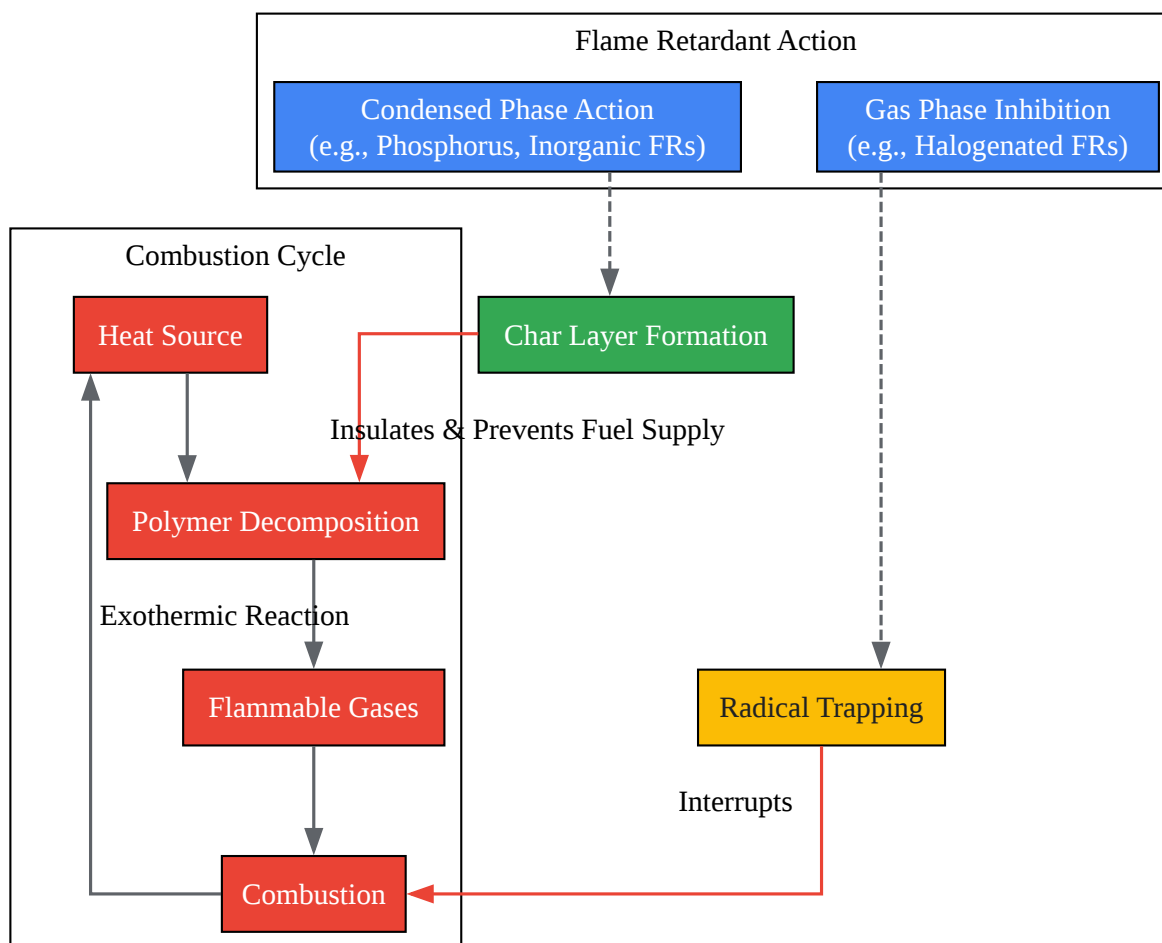 Flame Retardant Action
Condensed Phase Action
(e.g., Phosphorus, Inorganic FRs)
Gas Phase Inhibition
(e.g., Halogenated FRs)
Combustion Cycle
Heat Source
Char Layer Formation
Insulates & Prevents Fuel Supply
Polymer Decomposition
Exothermic Reaction
Flammable Gases
Radical Trapping
Interrupts
Combustion